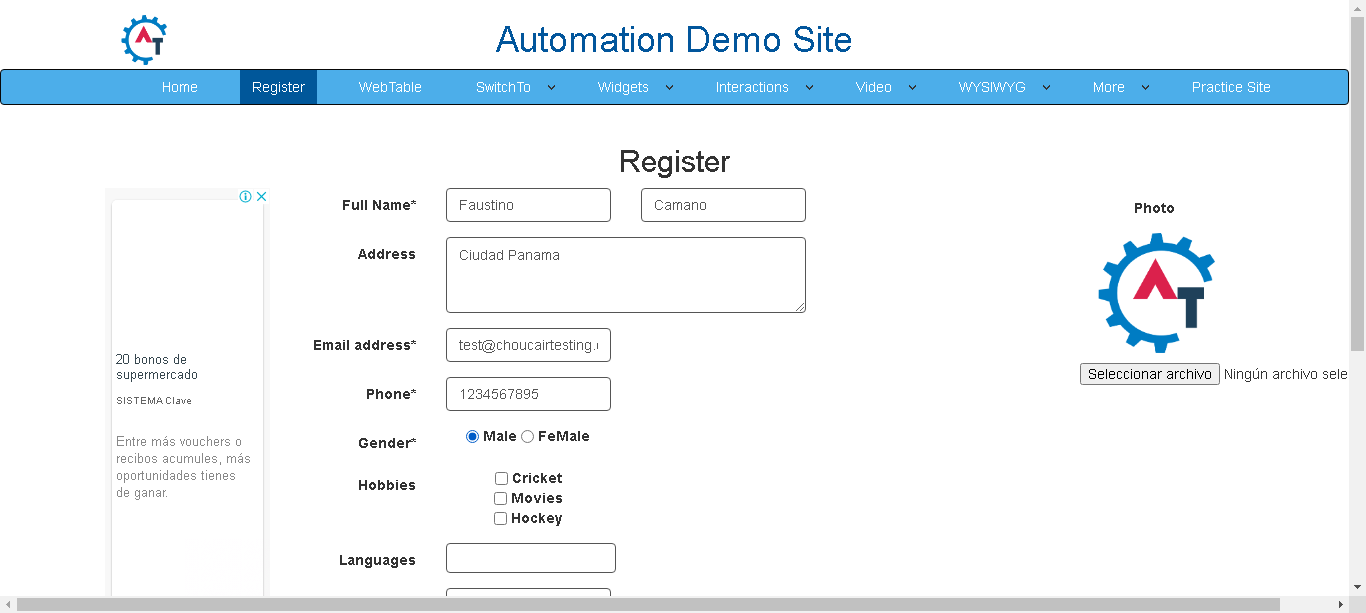 Automation Demo Site
Home Register WebTable SwitchTo Widgets Interactions Video WYSIWYG More Practice Site
Register
Full Name* Faustino Camano
Address Ciudad Panama
Email address* test@choucairtesting.
Phone* 1234567895
Gender* Male FeMale
Hobbies Cricket
Movies
Hockey
Languages
20 bonos de
supermercado
SISTEMA Clave
Entre más vouchers o
recibos acumules, más
oportunidades tienes
de ganar.
Photo
AT
Seleccionar archivo Ningún archivo sele